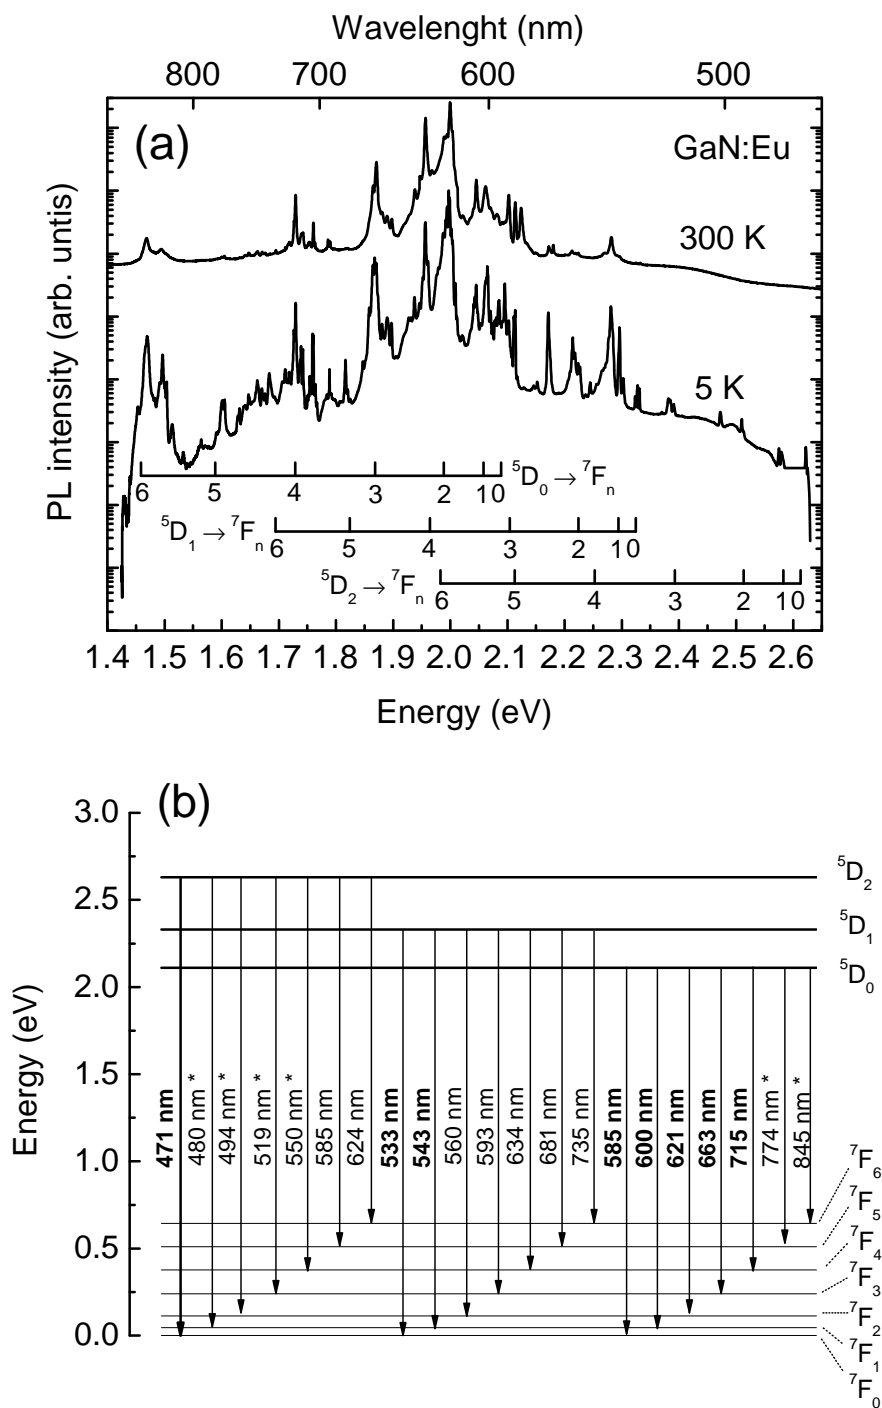 Wavelenght (nm)
800 700 600 500
(a)
GaN:Eu
300 K
5 K
PL intensity (arb. untis)
6 5 4 3 2 1 0 ⁵D₀→⁷Fₙ
⁵D₁→⁷Fₙ 6 5 4 3 2 1 0
⁵D₂→⁷Fₙ 6 5 4 3 2 1 0
1.4 1.5 1.6 1.7 1.8 1.9 2.0 2.1 2.2 2.3 2.4 2.5 2.6
Energy (eV)
(b)
3.0
2.5
2.0
1.5
1.0
0.5
0.0
Energy (eV)
⁵D₂
⁵D₁
⁵D₀
471 nm
480 nm *
494 nm *
519 nm *
550 nm *
585 nm
624 nm
533 nm
543 nm
560 nm
593 nm
634 nm
681 nm
735 nm
585 nm
600 nm
621 nm
663 nm
715 nm
774 nm *
845 nm *
⁷F₆
⁷F₅
⁷F₄
⁷F₃
⁷F₂
⁷F₁
⁷F₀